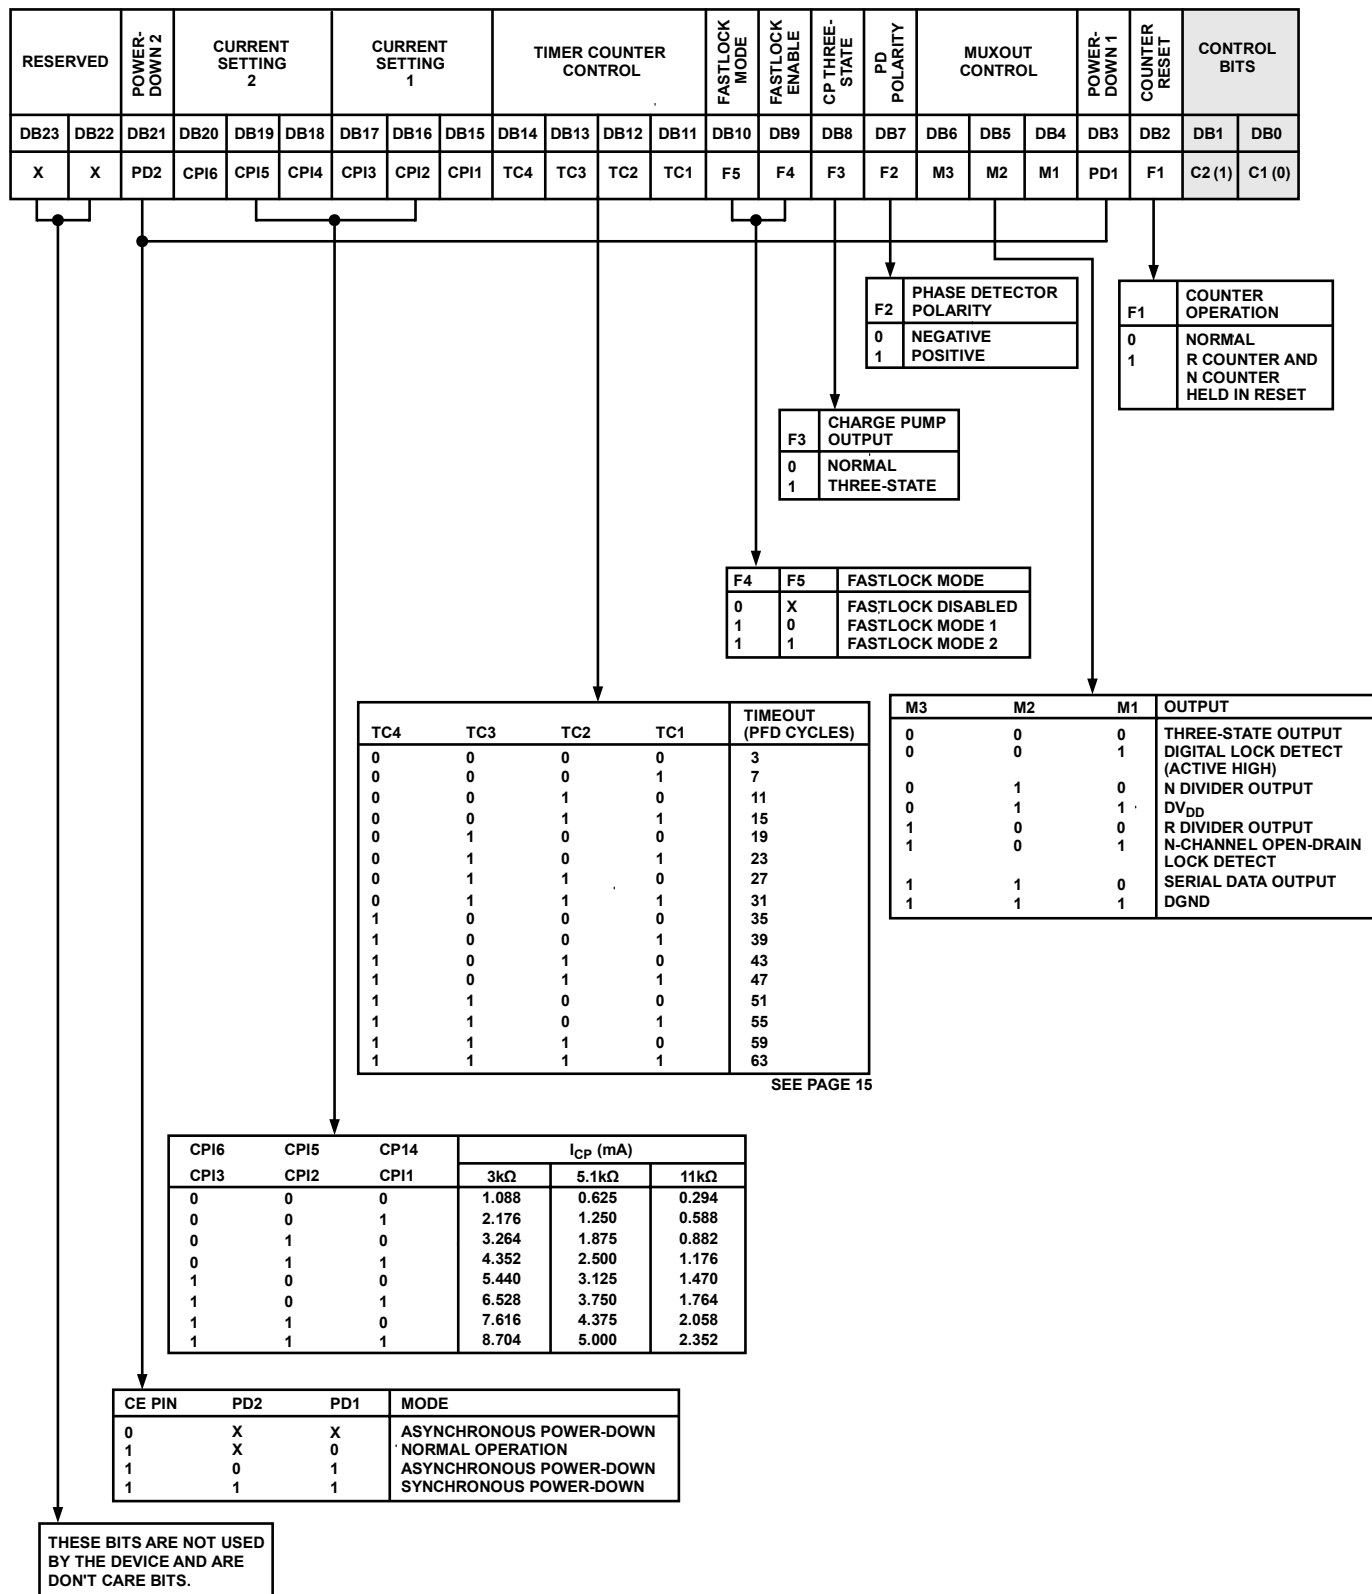 RESERVED
POWER-
DOWN 2
CURRENT
SETTING
2
CURRENT
SETTING
1
TIMER COUNTER
CONTROL
FASTLOCK
MODE
FASTLOCK
ENABLE
CP THREE-
STATE
PD
POLARITY
MUXOUT
CONTROL
POWER-
DOWN 1
COUNTER
RESET
CONTROL
BITS
DB23 DB22 DB21 DB20 DB19 DB18 DB17 DB16 DB15 DB14 DB13 DB12 DB11 DB10 DB9 DB8 DB7 DB6 DB5 DB4 DB3 DB2 DB1 DB0
X X PD2 CPI6 CPI5 CPI4 CPI3 CPI2 CPI1 TC4 TC3 TC2 TC1 F5 F4 F3 F2 M3 M2 M1 PD1 F1 C2 (1) C1 (0)
F2 PHASE DETECTOR
POLARITY
0 NEGATIVE
1 POSITIVE
F1 COUNTER
OPERATION
0 NORMAL
1 R COUNTER AND
N COUNTER
HELD IN RESET
F3 CHARGE PUMP
OUTPUT
0 NORMAL
1 THREE-STATE
F4 F5 FASTLOCK MODE
0 X FASTLOCK DISABLED
1 0 FASTLOCK MODE 1
1 1 FASTLOCK MODE 2
TC4 TC3 TC2 TC1 TIMEOUT
(PFD CYCLES)
0 0 0 0 3
0 0 0 1 7
0 0 1 0 11
0 0 1 1 15
0 1 0 0 19
0 1 0 1 23
0 1 1 0 27
0 1 1 1 31
1 0 0 0 35
1 0 0 1 39
1 0 1 0 43
1 0 1 1 47
1 1 0 0 51
1 1 0 1 55
1 1 1 0 59
1 1 1 1 63
SEE PAGE 15
M3 M2 M1 OUTPUT
0 0 0 THREE-STATE OUTPUT
0 0 1 DIGITAL LOCK DETECT
(ACTIVE HIGH)
0 1 0 N DIVIDER OUTPUT
0 1 1 DVDD
1 0 0 R DIVIDER OUTPUT
1 0 1 N-CHANNEL OPEN-DRAIN
LOCK DETECT
1 1 0 SERIAL DATA OUTPUT
1 1 1 DGND
CPI6 CPI5 CP14 ICP (mA)
CPI3 CPI2 CPI1 3kΩ 5.1kΩ 11kΩ
0 0 0 1.088 0.625 0.294
0 0 1 2.176 1.250 0.588
0 1 0 3.264 1.875 0.882
0 1 1 4.352 2.500 1.176
1 0 0 5.440 3.125 1.470
1 0 1 6.528 3.750 1.764
1 1 0 7.616 4.375 2.058
1 1 1 8.704 5.000 2.352
CE PIN PD2 PD1 MODE
0 X X ASYNCHRONOUS POWER-DOWN
1 X 0 NORMAL OPERATION
1 0 1 ASYNCHRONOUS POWER-DOWN
1 1 1 SYNCHRONOUS POWER-DOWN
THESE BITS ARE NOT USED
BY THE DEVICE AND ARE
DON'T CARE BITS.